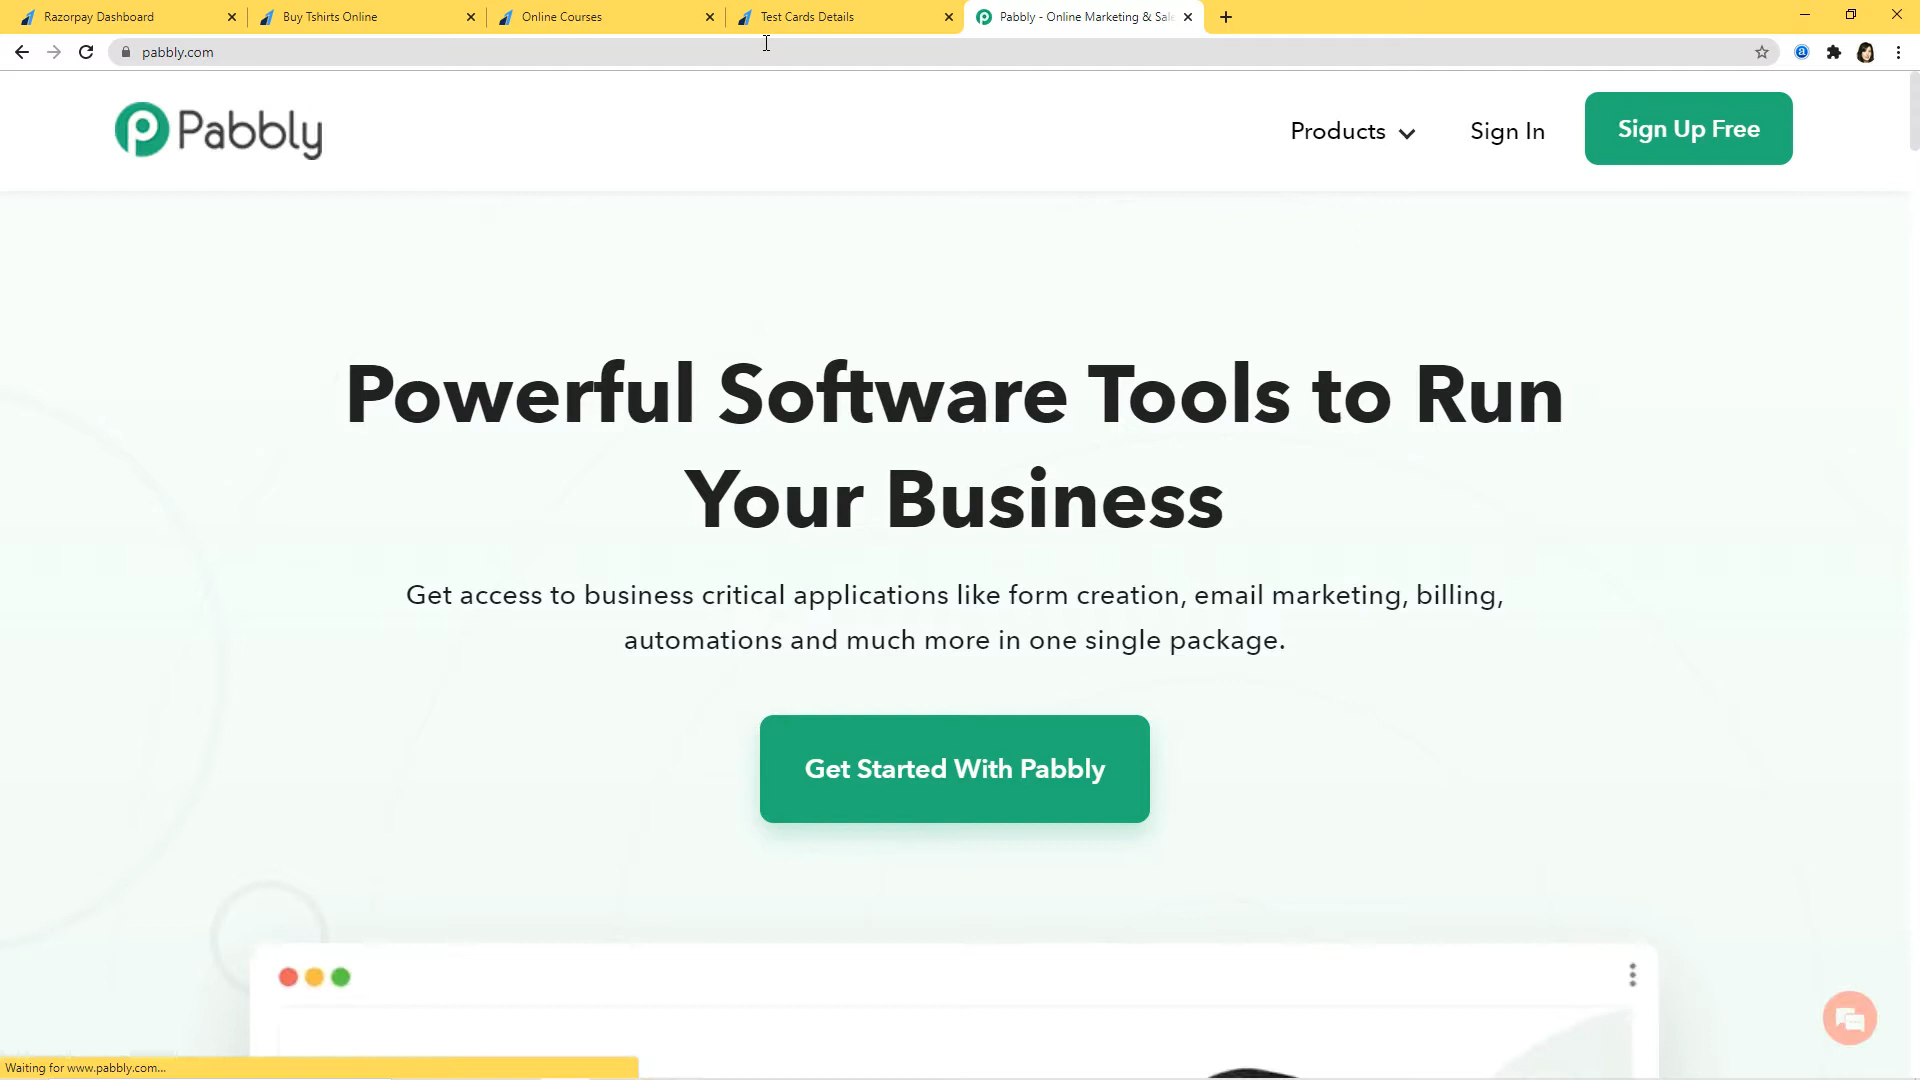 Razorpay Dashboard
Buy Tshirts Online
Online Courses
Test Cards Details
Pabbly - Online Marketing & Sale
pabbly.com
Pabbly
Products
Sign In
Sign Up Free
Powerful Software Tools to Run
Your Business
Get access to business critical applications like form creation, email marketing, billing,
automations and much more in one single package.
Get Started With Pabbly
Waiting for www.pabbly.com...